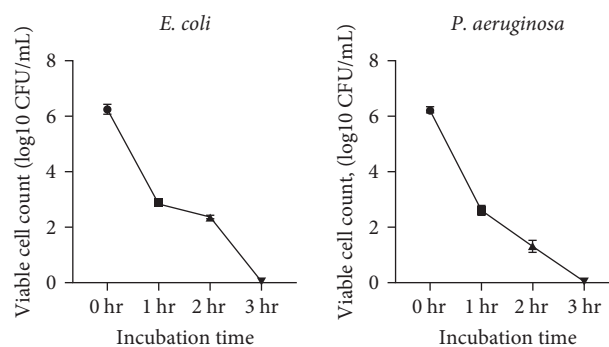 E. coli
Viable cell count (log10 CFU/mL)
8
6
4
2
0
0 hr 1 hr 2 hr 3 hr
Incubation time
P. aeruginosa
Viable cell count, (log10 CFU/mL)
8
6
4
2
0
0 hr 1 hr 2 hr 3 hr
Incubation time